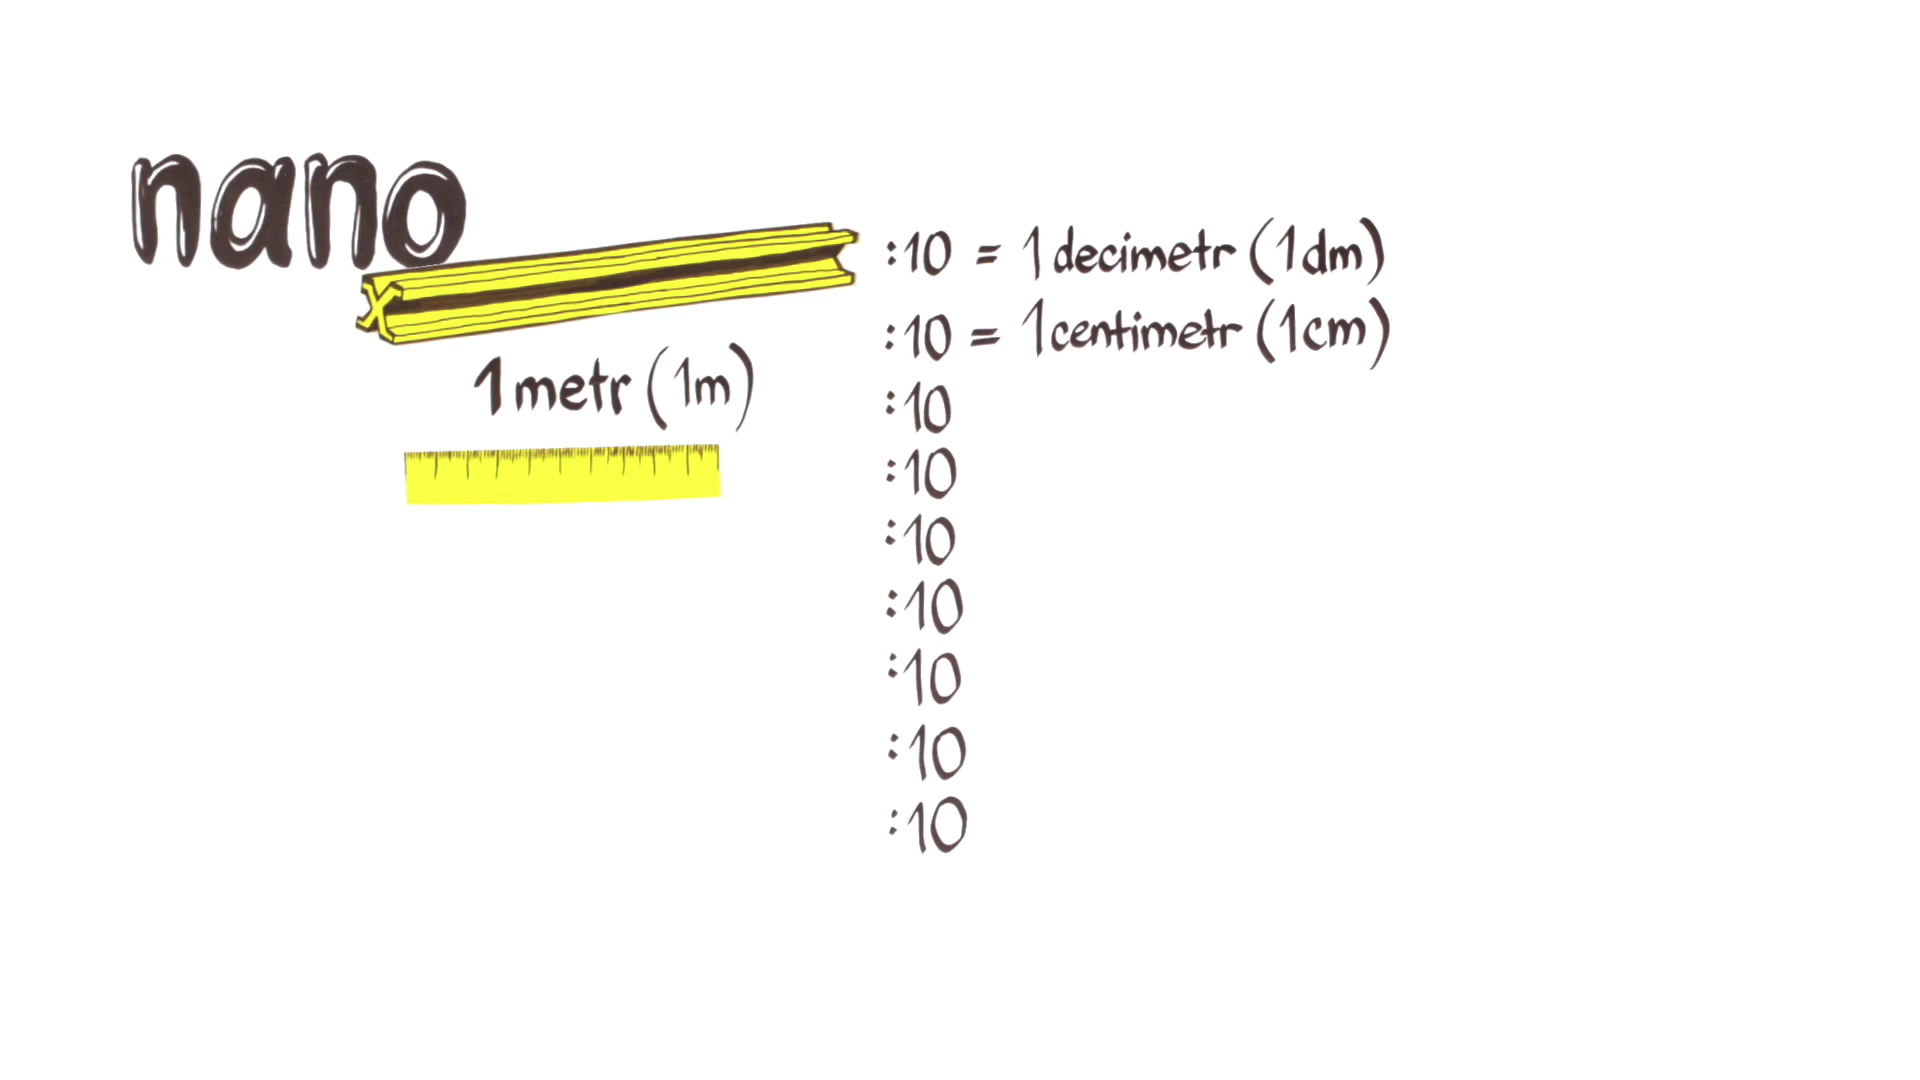 nano
1 metr (1m)
:10 = 1 decimetr (1dm)
:10 = 1 centimetr (1cm)
:10
:10
:10
:10
:10
:10
:10